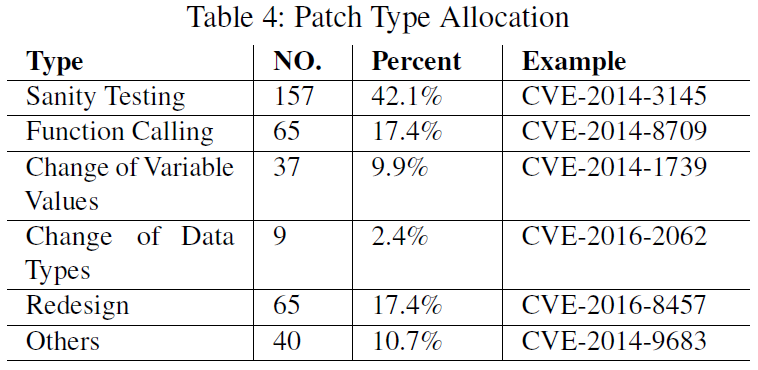 Table 4: Patch Type Allocation
Type NO. Percent Example
Sanity Testing 157 42.1% CVE-2014-3145
Function Calling 65 17.4% CVE-2014-8709
Change of Variable 37 9.9% CVE-2014-1739
Values
Change of Data 9 2.4% CVE-2016-2062
Types
Redesign 65 17.4% CVE-2016-8457
Others 40 10.7% CVE-2014-9683